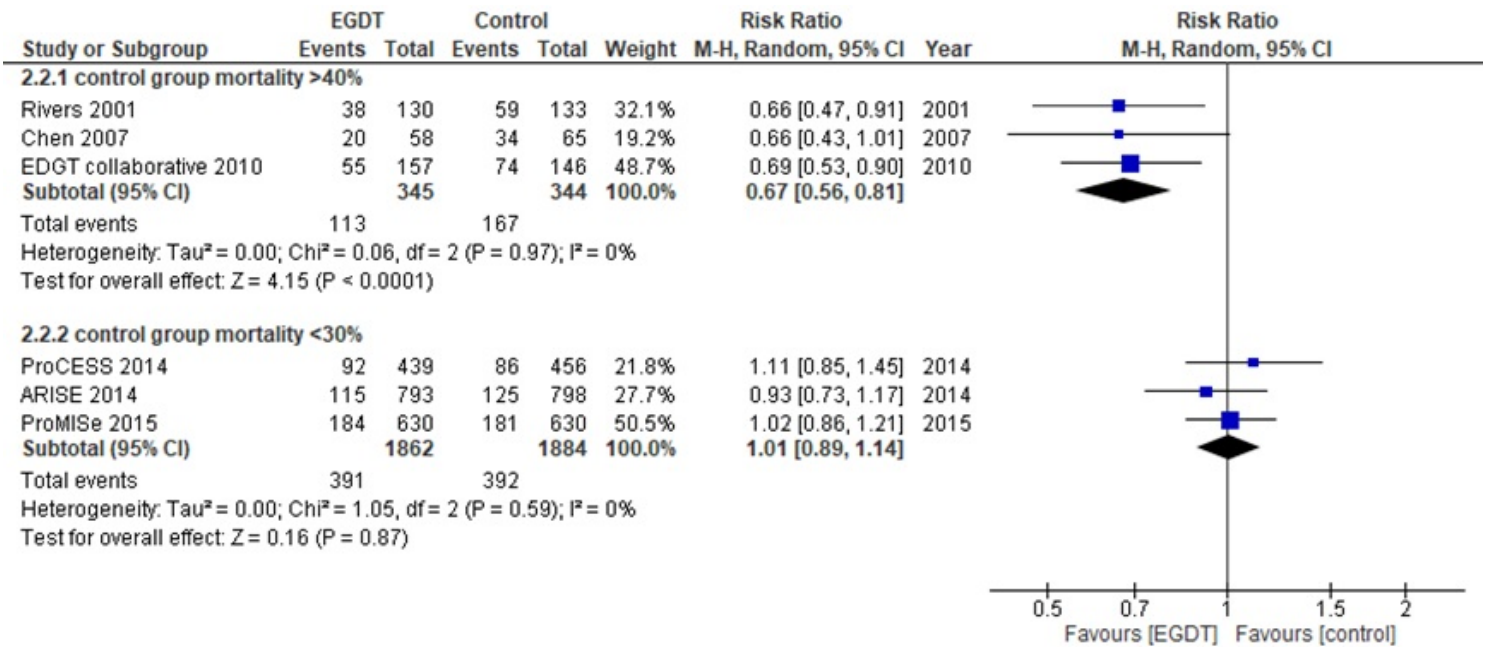 EGDT Control Risk Ratio Risk Ratio
Study or Subgroup Events Total Events Total Weight M-H, Random, 95% CI Year M-H, Random, 95% CI
2.2.1 control group mortality >40%
Rivers 2001 38 130 59 133 32.1% 0.66 [0.47, 0.91] 2001
Chen 2007 20 58 34 65 19.2% 0.66 [0.43, 1.01] 2007
EDGT collaborative 2010 55 157 74 146 48.7% 0.69 [0.53, 0.90] 2010
Subtotal (95% CI) 345 344 100.0% 0.67 [0.56, 0.81]
Total events 113 167
Heterogeneity: Tau² = 0.00; Chi² = 0.06, df = 2 (P = 0.97); I² = 0%
Test for overall effect: Z = 4.15 (P < 0.0001)
2.2.2 control group mortality <30%
ProCESS 2014 92 439 86 456 21.8% 1.11 [0.85, 1.45] 2014
ARISE 2014 115 793 125 798 27.7% 0.93 [0.73, 1.17] 2014
ProMISe 2015 184 630 181 630 50.5% 1.02 [0.86, 1.21] 2015
Subtotal (95% CI) 1862 1884 100.0% 1.01 [0.89, 1.14]
Total events 391 392
Heterogeneity: Tau² = 0.00; Chi² = 1.05, df = 2 (P = 0.59); I² = 0%
Test for overall effect: Z = 0.16 (P = 0.87)
0.5 0.7 1 1.5 2
Favours [EGDT] Favours [control]